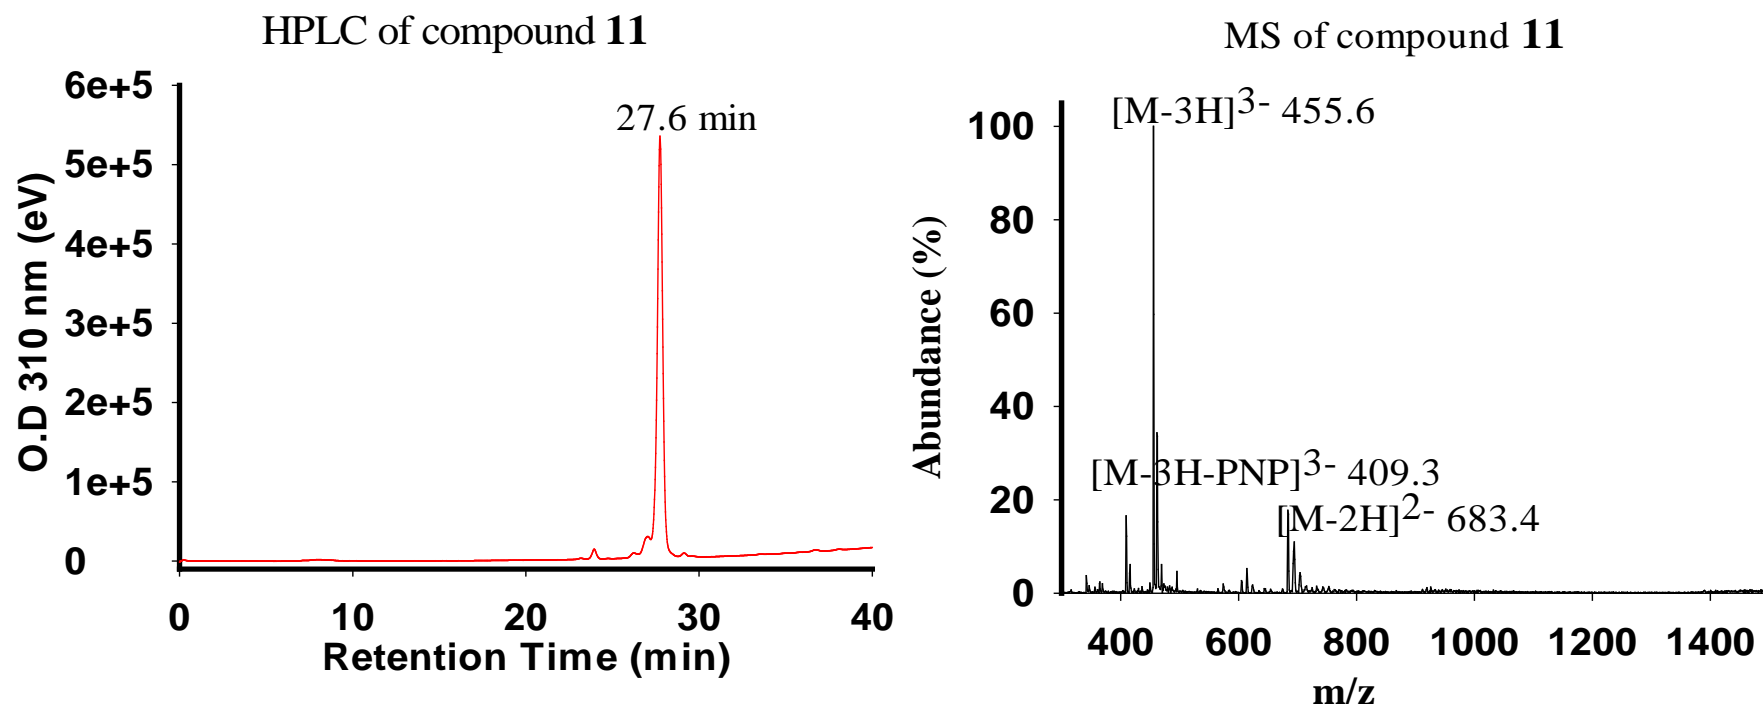 HPLC of compound 11
6e+5
5e+5
4e+5
3e+5
2e+5
1e+5
0
O.D 310 nm (eV)
27.6 min
0 10 20 30 40
Retention Time (min)
MS of compound 11
100
80
60
40
20
0
Abundance (%)
[M-3H]3- 455.6
[M-3H-PNP]3- 409.3
[M-2H]2- 683.4
400 600 800 1000 1200 1400
m/z